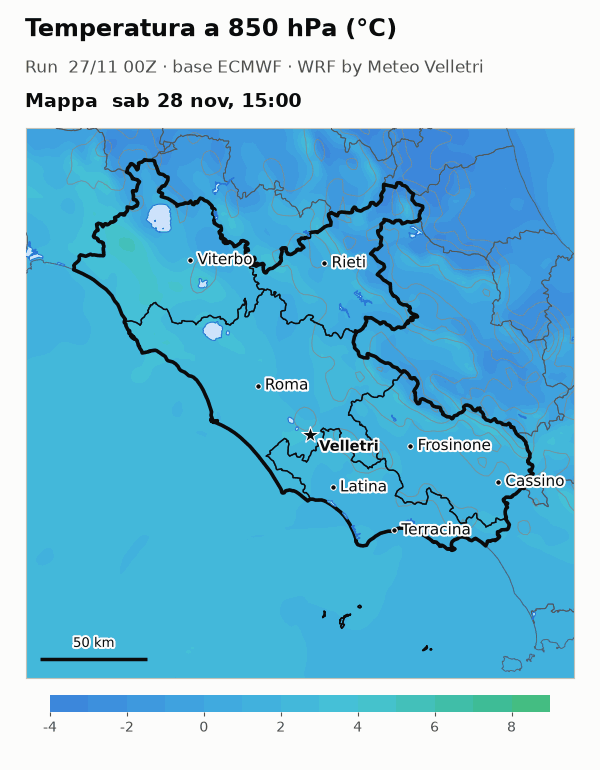 Temperatura a 850 hPa (°C)
Run  27/11 00Z · base ECMWF · WRF by Meteo Velletri
Mappa  sab 28 nov, 15:00
Viterbo
Rieti
Roma
Velletri
Frosinone
Cassino
Latina
Terracina
50 km
-4 -2 0 2 4 6 8